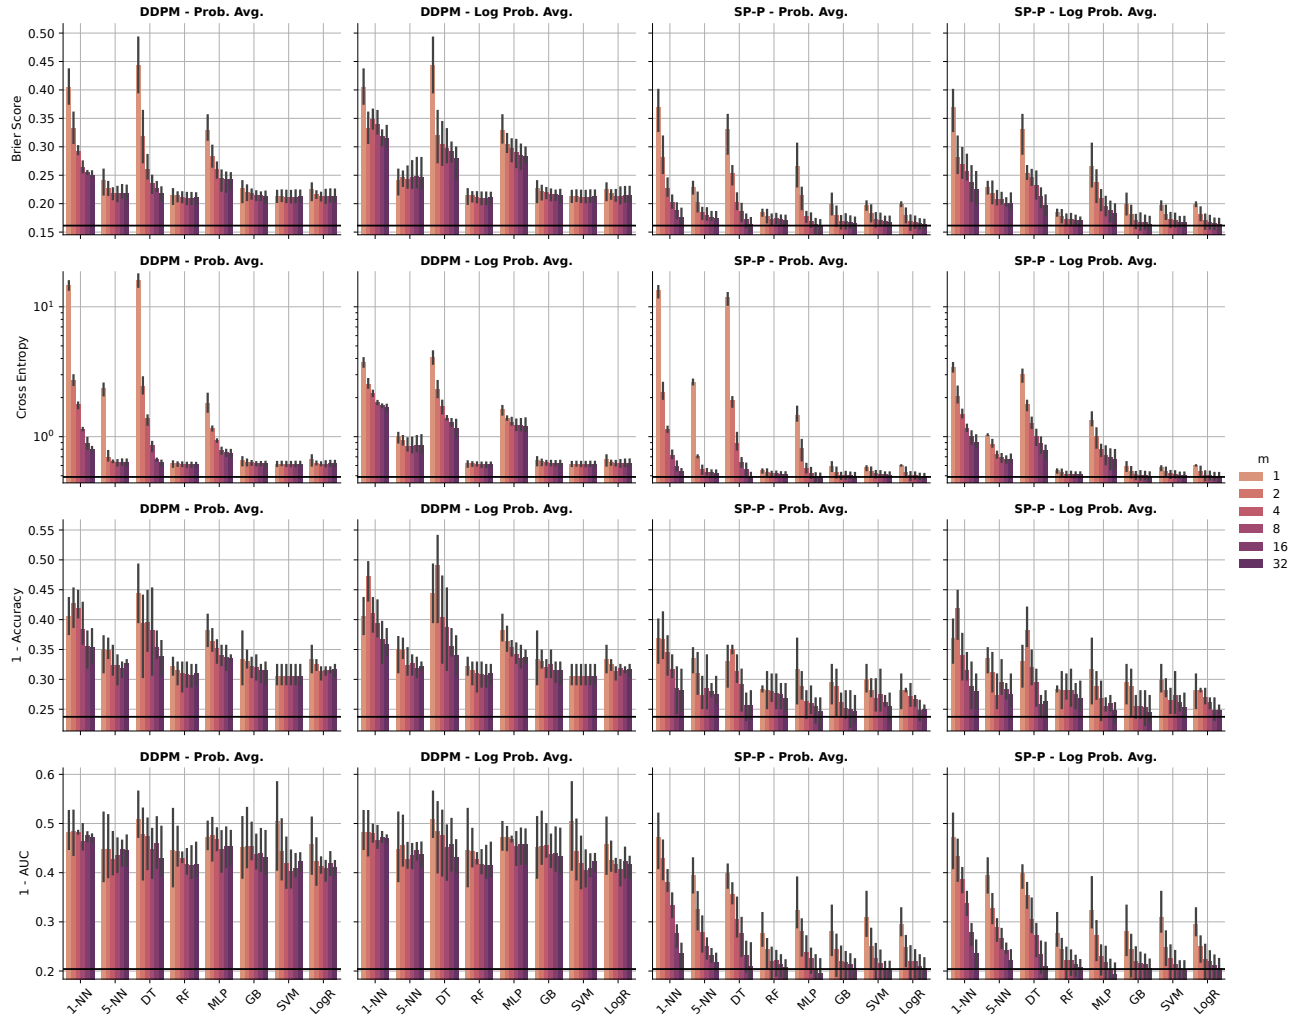 DDPM - Prob. Avg.
DDPM - Log Prob. Avg.
SP-P - Prob. Avg.
SP-P - Log Prob. Avg.
Brier Score
0.50
0.45
0.40
0.35
0.30
0.25
0.20
0.15
DDPM - Prob. Avg.
DDPM - Log Prob. Avg.
SP-P - Prob. Avg.
SP-P - Log Prob. Avg.
Cross Entropy
10¹
10⁰
DDPM - Prob. Avg.
DDPM - Log Prob. Avg.
SP-P - Prob. Avg.
SP-P - Log Prob. Avg.
1 - Accuracy
0.55
0.50
0.45
0.40
0.35
0.30
0.25
DDPM - Prob. Avg.
DDPM - Log Prob. Avg.
SP-P - Prob. Avg.
SP-P - Log Prob. Avg.
1 - AUC
0.6
0.5
0.4
0.3
0.2
1-NN
5-NN
DT
RF
MLP
GB
SVM
LogR
1-NN
5-NN
DT
RF
MLP
GB
SVM
LogR
1-NN
5-NN
DT
RF
MLP
GB
SVM
LogR
1-NN
5-NN
DT
RF
MLP
GB
SVM
LogR
m
1
2
4
8
16
32